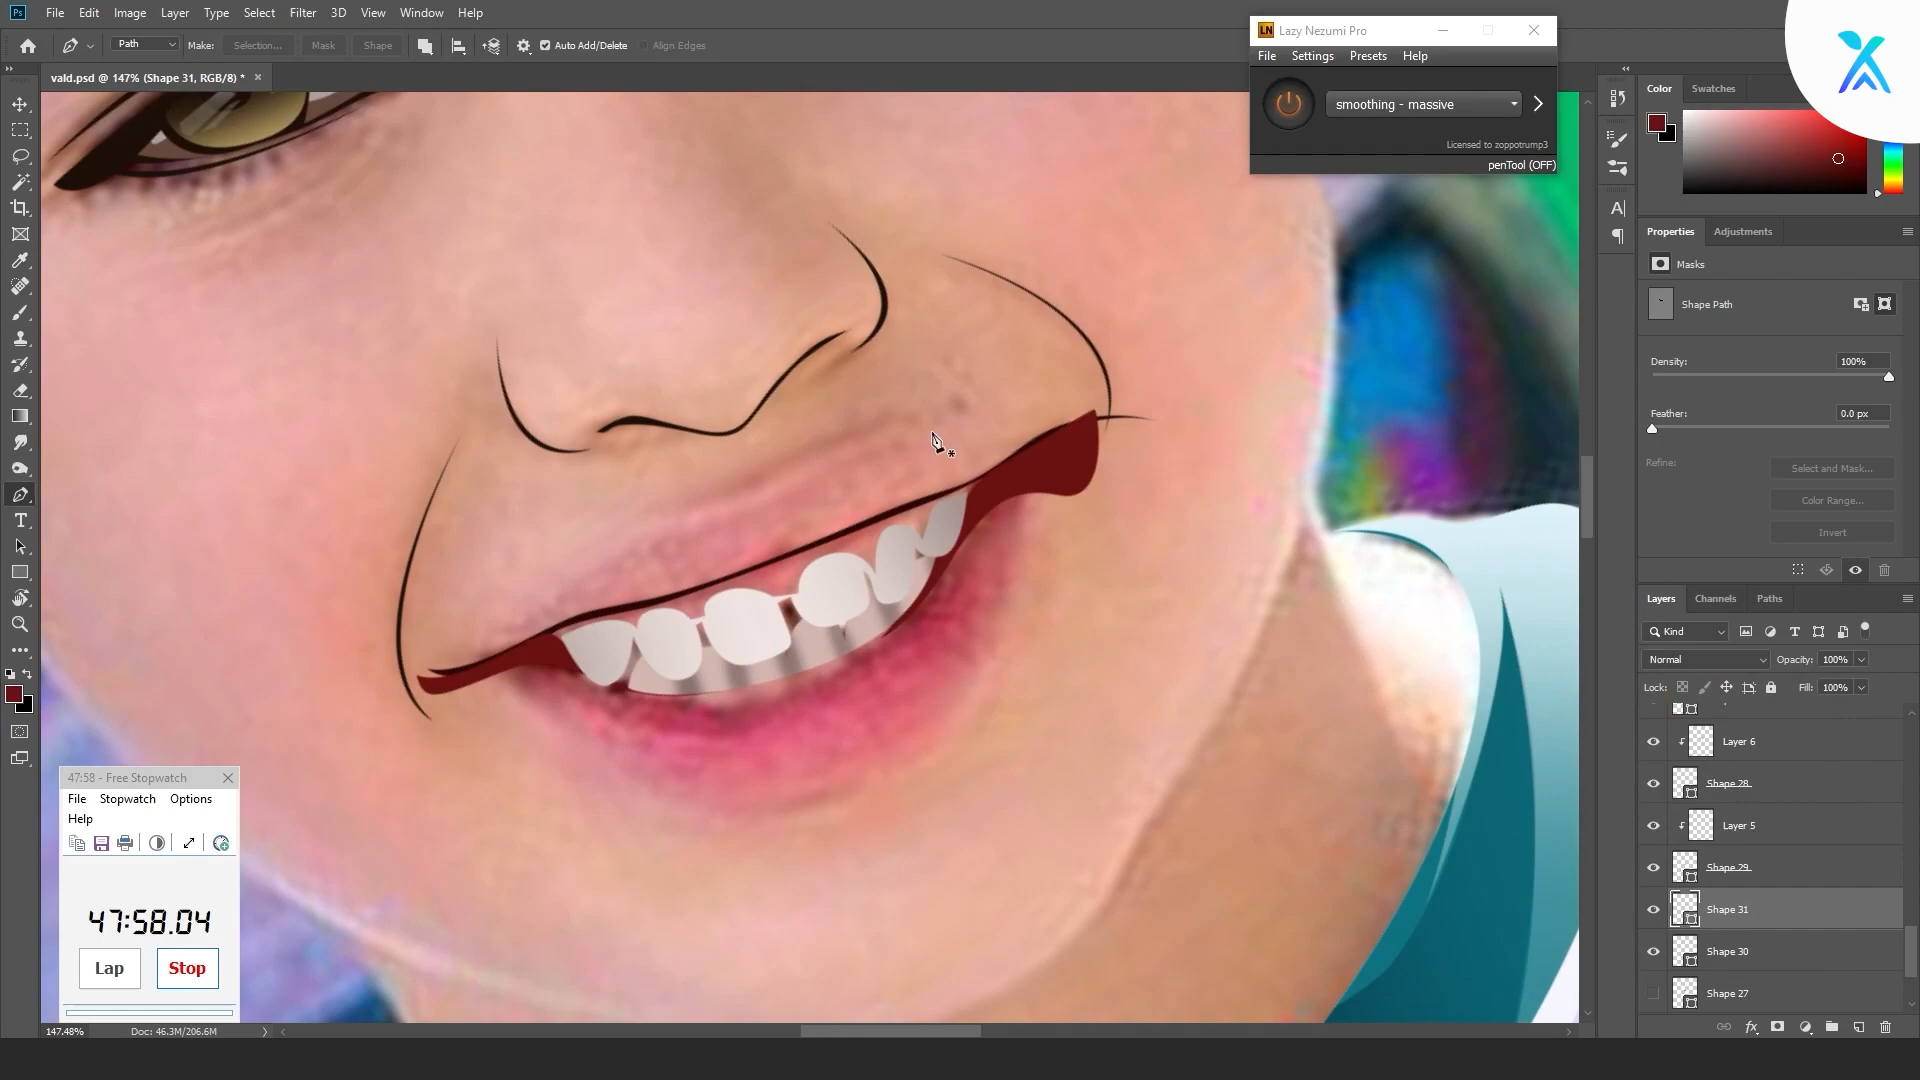 Ps File Edit Image Layer Type Select Filter 3D View Window Help
Path Make: Selection... Mask Shape Auto Add/Delete Align Edges
vald.psd @ 147% (Shape 31, RGB/8) *
LN Lazy Nezumi Pro
File Settings Presets Help
smoothing - massive
Licensed to zoppotrump3
penTool (OFF)
Color Swatches
Properties Adjustments
Masks
Shape Path
Density: 100%
Feather: 0.0 px
Refine: Select and Mask...
Color Range...
Invert
Layers Channels Paths
Kind
Normal Opacity: 100%
Lock: Fill: 100%
Layer 6
Shape 28
Layer 5
Shape 29
Shape 31
Shape 30
Shape 27
fx
47:58 - Free Stopwatch
File Stopwatch Options
Help
47:58.04
Lap Stop
147.48% Doc: 46.3M/206.6M